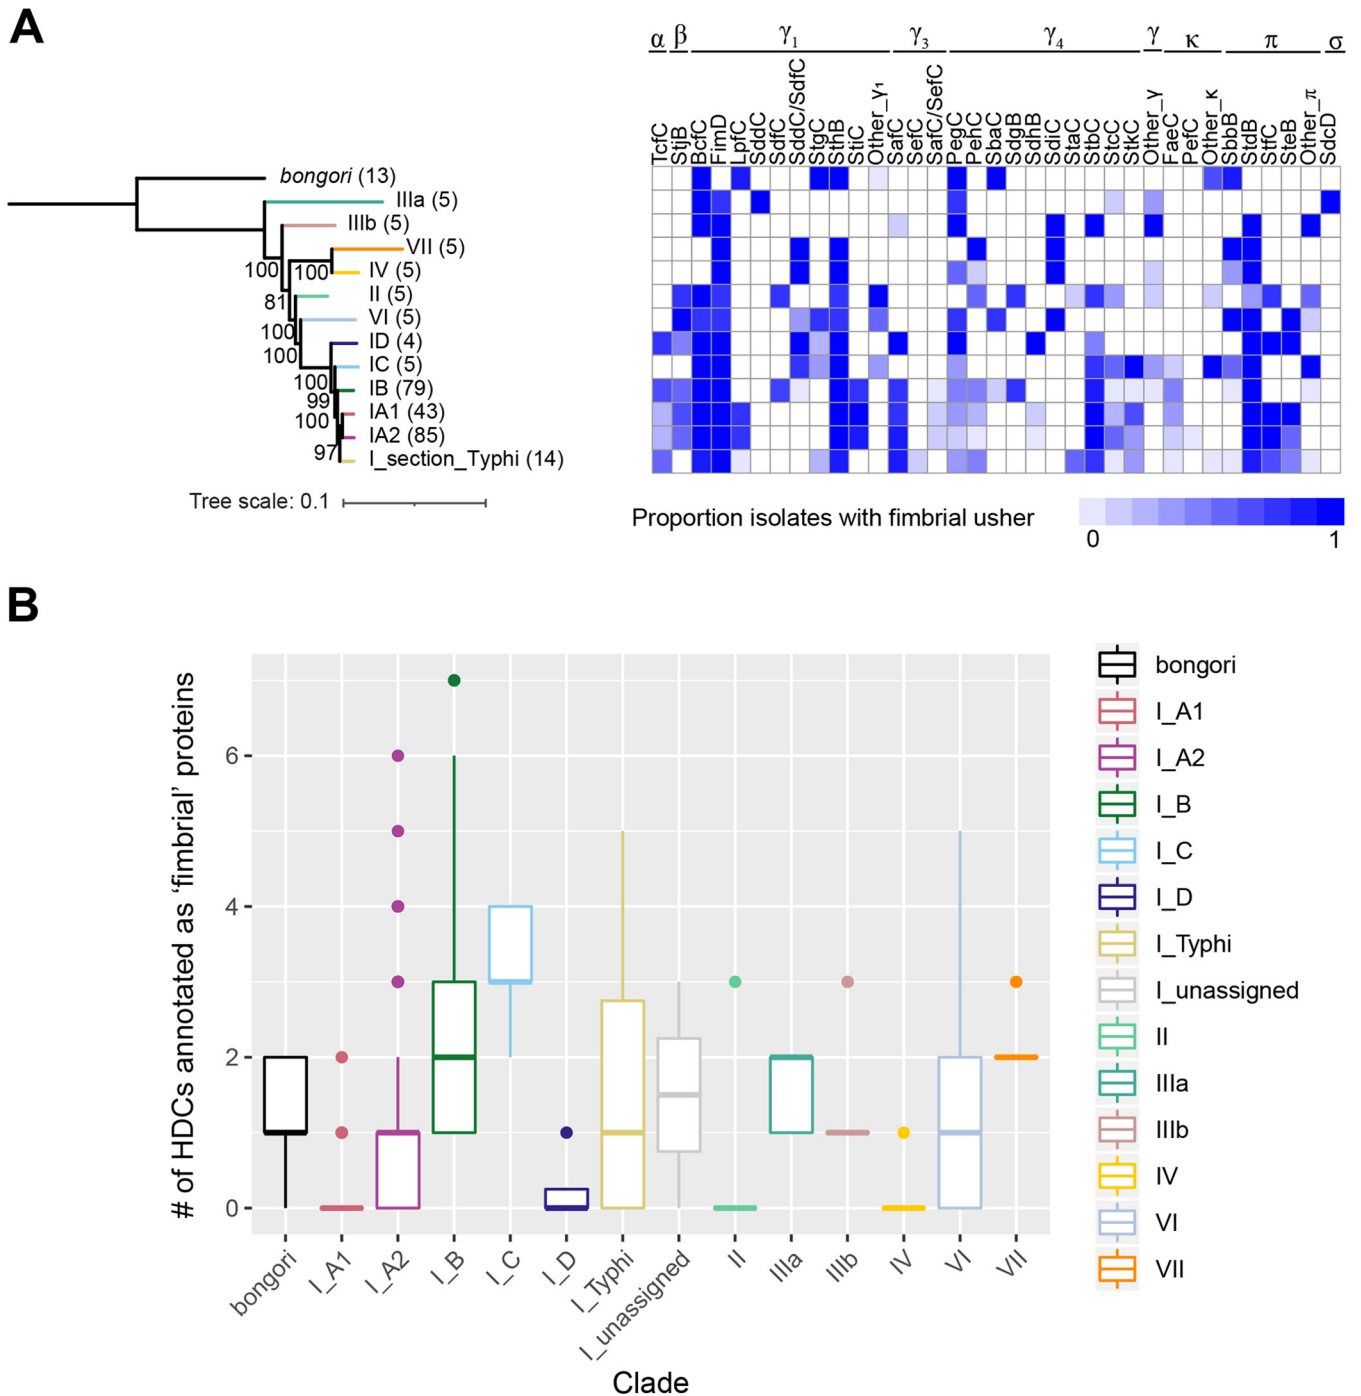 A
α β γ1 γ3 γ4 γ κ π σ
TcfC StjB BcfC FimD LpfC SddC SdfC SddC/SdfC StgC SthB StiC Other_γ1 SafC SefC SafC/SefC PegC PehC SbaC SdgB SdhB SdiC StaC StbC StcC StkC Other_γ FaeC PefC Other_κ SbbB StdB StfC SteB Other_π SdcD
bongori (13)
IIIa (5)
IIIb (5)
VII (5)
100 100 IV (5)
81 II (5)
100 VI (5)
100 ID (4)
100 IC (5)
99 IB (79)
100 IA1 (43)
IA2 (85)
97 I_section_Typhi (14)
Tree scale: 0.1
Proportion isolates with fimbrial usher
0 1
B
# of HDCs annotated as ‘fimbrial’ proteins
6
4
2
0
bongori I_A1 I_A2 I_B I_C I_D I_Typhi I_unassigned II IIIa IIIb IV VI VII
Clade
bongori
I_A1
I_A2
I_B
I_C
I_D
I_Typhi
I_unassigned
II
IIIa
IIIb
IV
VI
VII